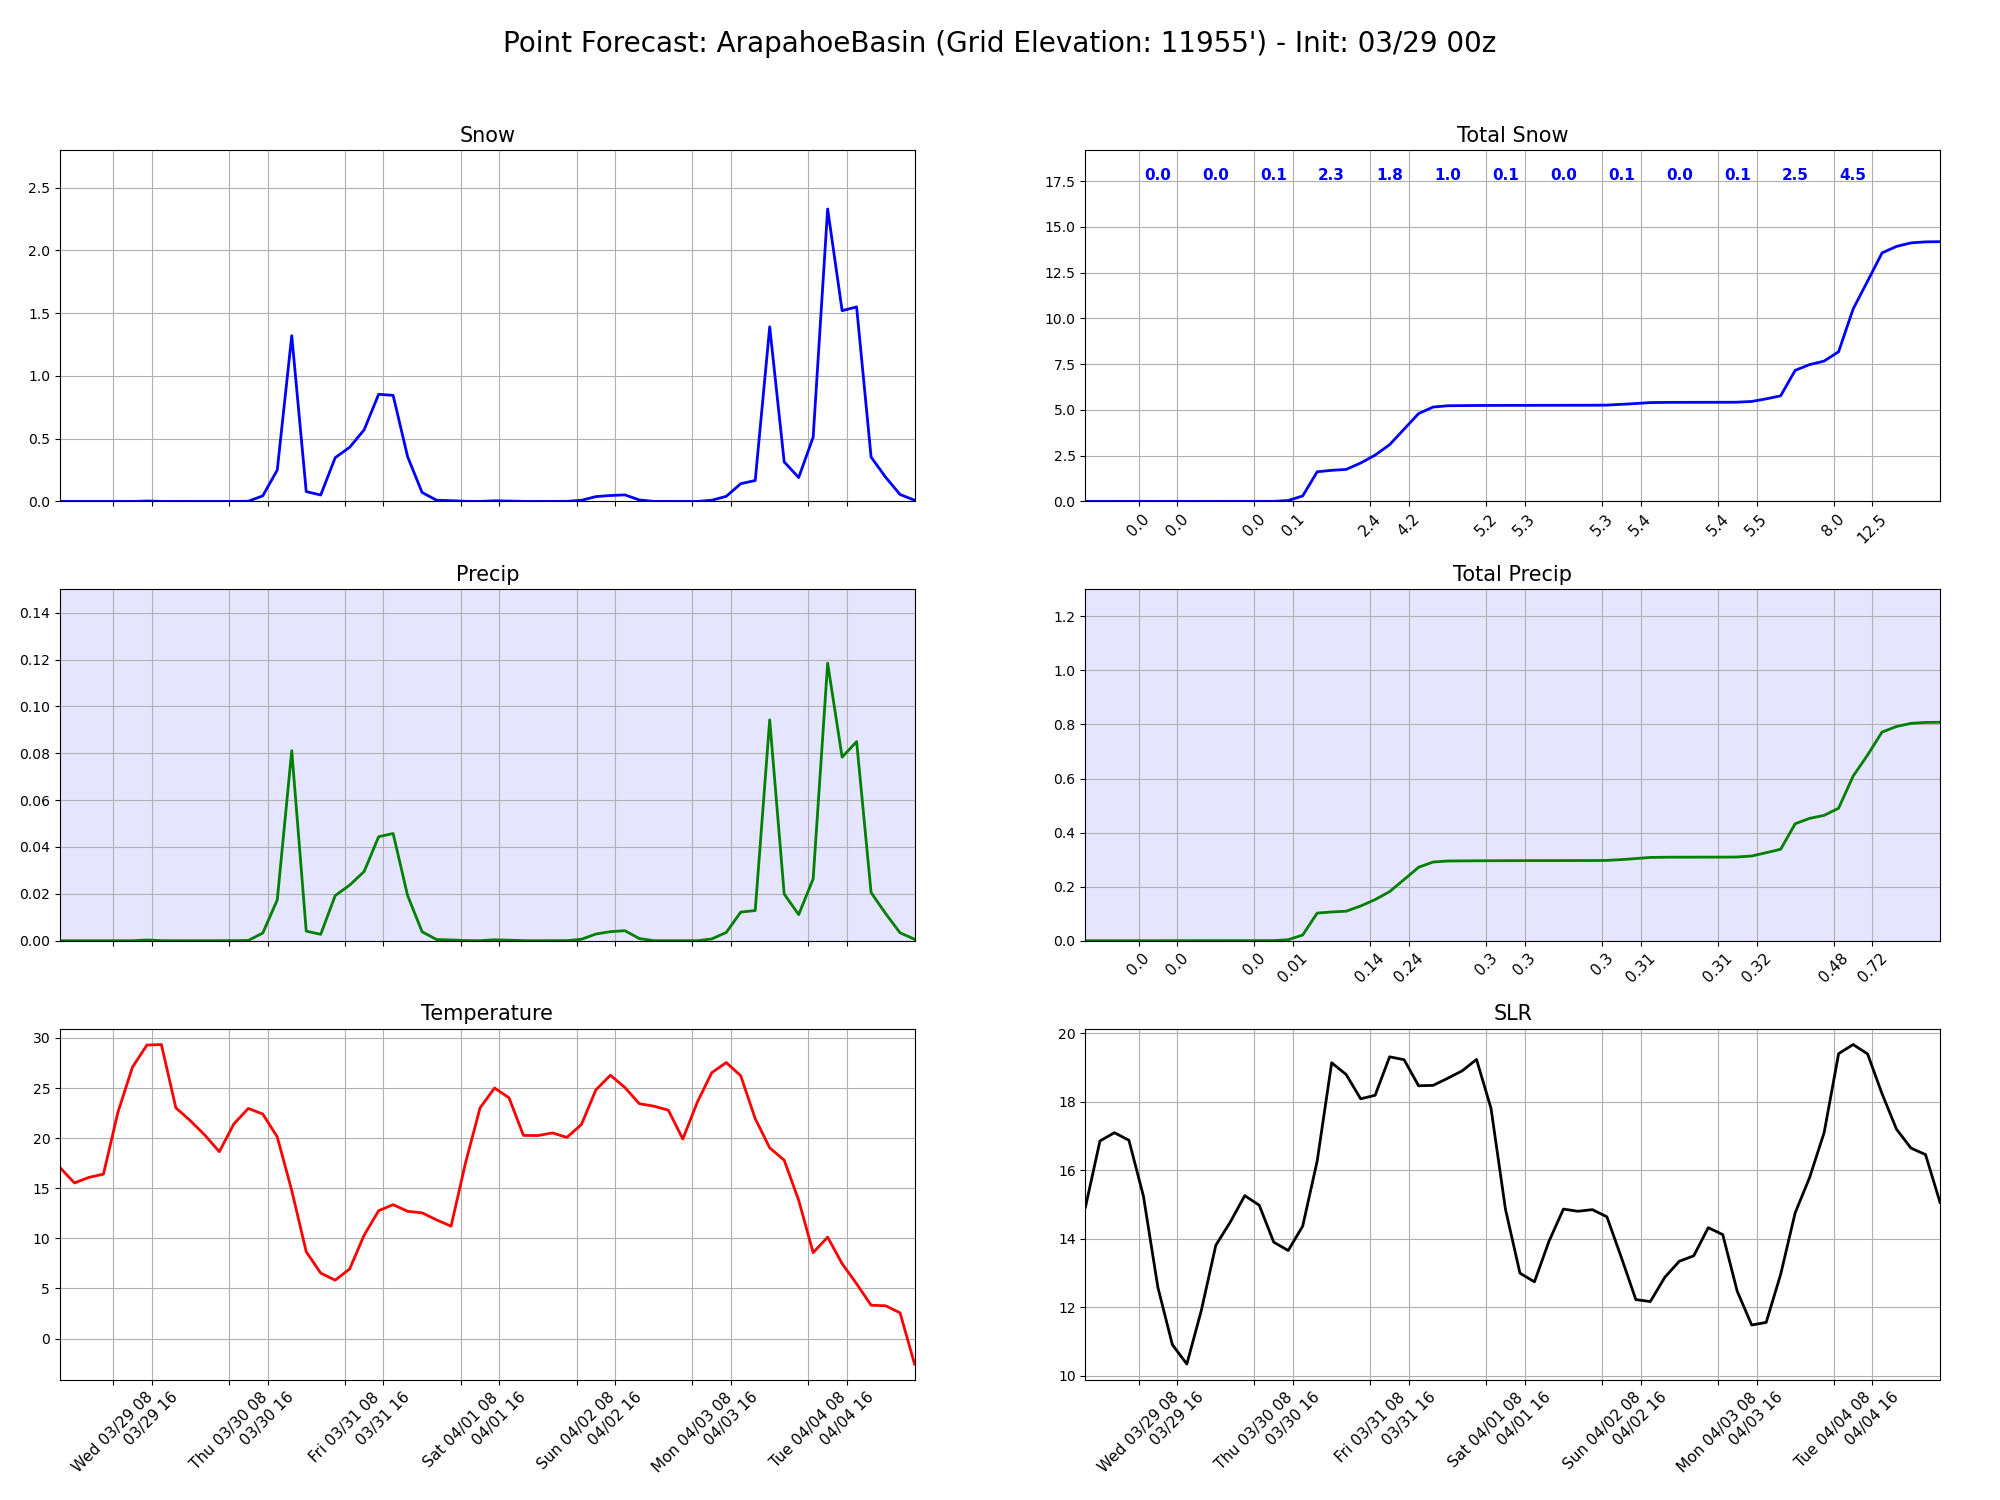 Point Forecast: ArapahoeBasin (Grid Elevation: 11955') - Init: 03/29 00z
Snow
2.5
2.0
1.5
1.0
0.5
0.0
Total Snow
0.0 0.0 0.1 2.3 1.8 1.0 0.1 0.0 0.1 0.0 0.1 2.5 4.5
17.5
15.0
12.5
10.0
7.5
5.0
2.5
0.0
0.0 0.0 0.0 0.1 2.4 4.2 5.2 5.3 5.3 5.4 5.4 5.5 8.0 12.5
Precip
0.14
0.12
0.10
0.08
0.06
0.04
0.02
0.00
Total Precip
1.2
1.0
0.8
0.6
0.4
0.2
0.0
0.0 0.0 0.0 0.01 0.14 0.24 0.3 0.3 0.3 0.31 0.31 0.32 0.48 0.72
Temperature
30
25
20
15
10
5
0
Wed 03/29 08
03/29 16
Thu 03/30 08
03/30 16
Fri 03/31 08
03/31 16
Sat 04/01 08
04/01 16
Sun 04/02 08
04/02 16
Mon 04/03 08
04/03 16
Tue 04/04 08
04/04 16
SLR
20
18
16
14
12
10
Wed 03/29 08
03/29 16
Thu 03/30 08
03/30 16
Fri 03/31 08
03/31 16
Sat 04/01 08
04/01 16
Sun 04/02 08
04/02 16
Mon 04/03 08
04/03 16
Tue 04/04 08
04/04 16